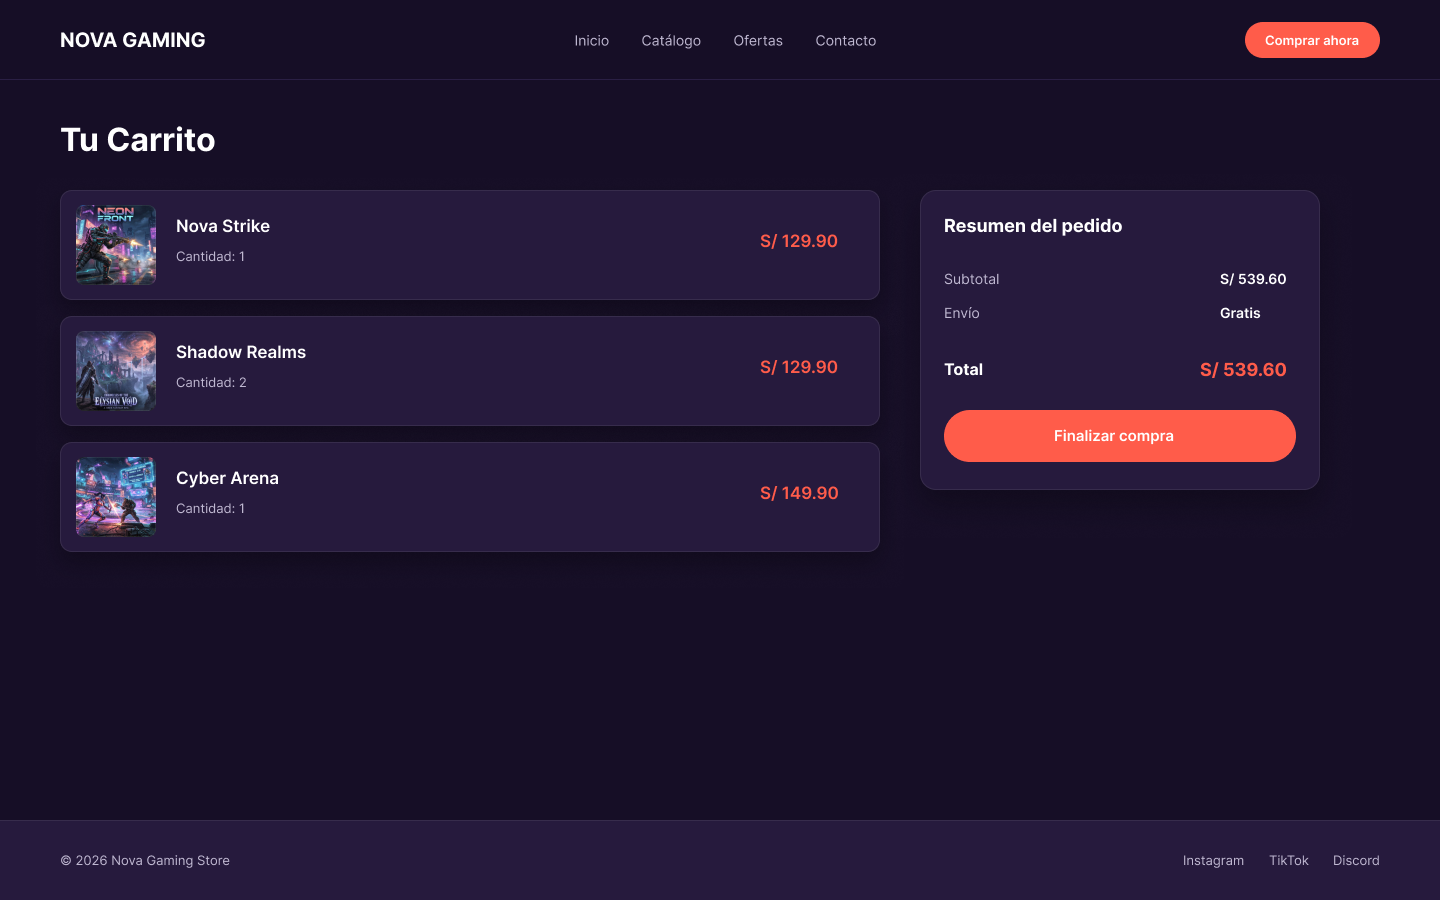 NOVA GAMING
Inicio Catálogo Ofertas Contacto
Comprar ahora
Tu Carrito
NEON
FRONT
Nova Strike
Cantidad: 1
S/ 129.90
ELYSIAN VOID
Shadow Realms
Cantidad: 2
S/ 129.90
Cyber Arena
Cantidad: 1
S/ 149.90
Resumen del pedido
Subtotal S/ 539.60
Envío Gratis
Total S/ 539.60
Finalizar compra
© 2026 Nova Gaming Store
Instagram TikTok Discord